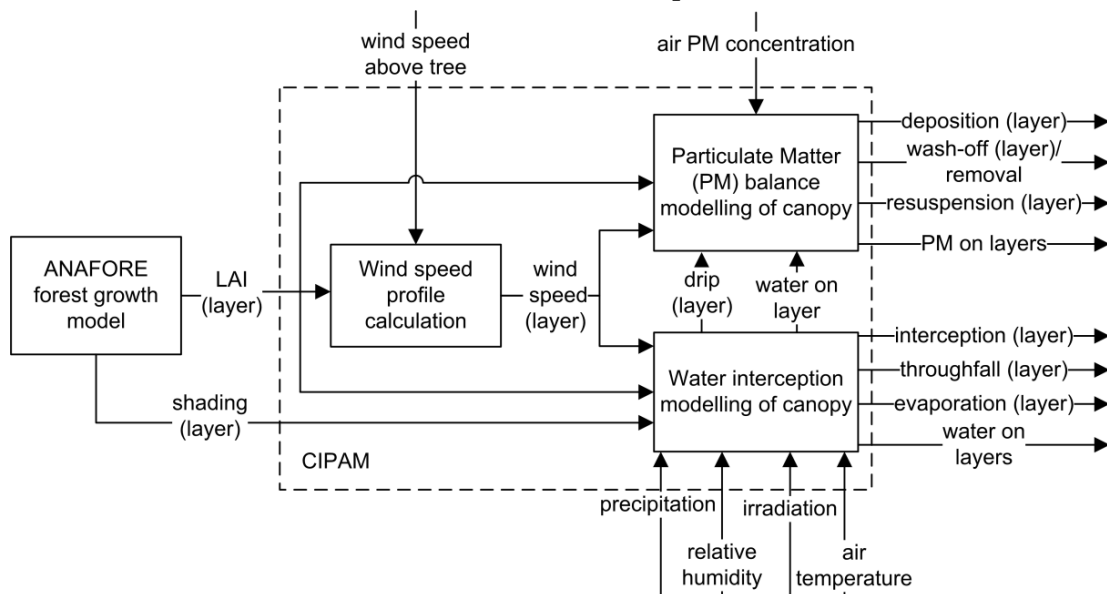 wind speed
above tree
air PM concentration
deposition (layer)
wash-off (layer)/
removal
resuspension (layer)
PM on layers
Particulate Matter
(PM) balance
modelling of canopy
ANAFORE
forest growth
model
LAI
(layer)
Wind speed
profile
calculation
wind
speed
(layer)
drip
(layer)
water on
layer
interception (layer)
throughfall (layer)
evaporation (layer)
water on
layers
Water interception
modelling of canopy
shading
(layer)
CIPAM
precipitation
irradiation
relative
humidity
air
temperature